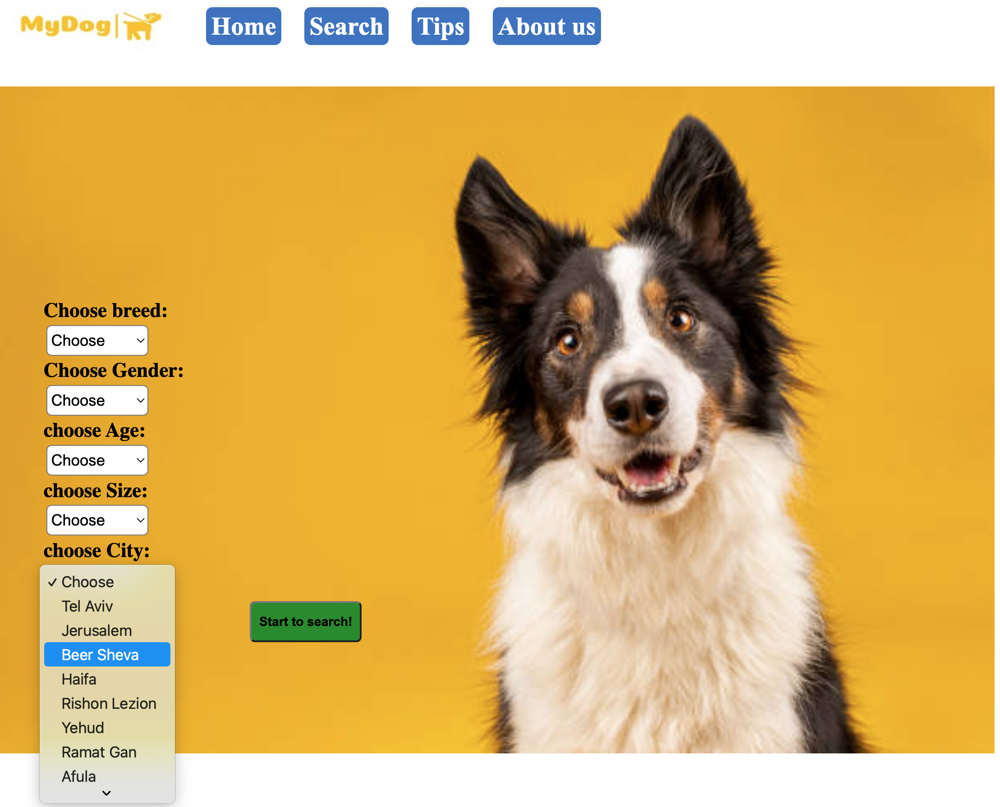 MyDog
Home Search Tips About us
Choose breed:
Choose
Choose Gender:
Choose
choose Age:
Choose
choose Size:
Choose
choose City:
✓ Choose
Tel Aviv
Jerusalem
Beer Sheva
Haifa
Rishon Lezion
Yehud
Ramat Gan
Afula
Start to search!